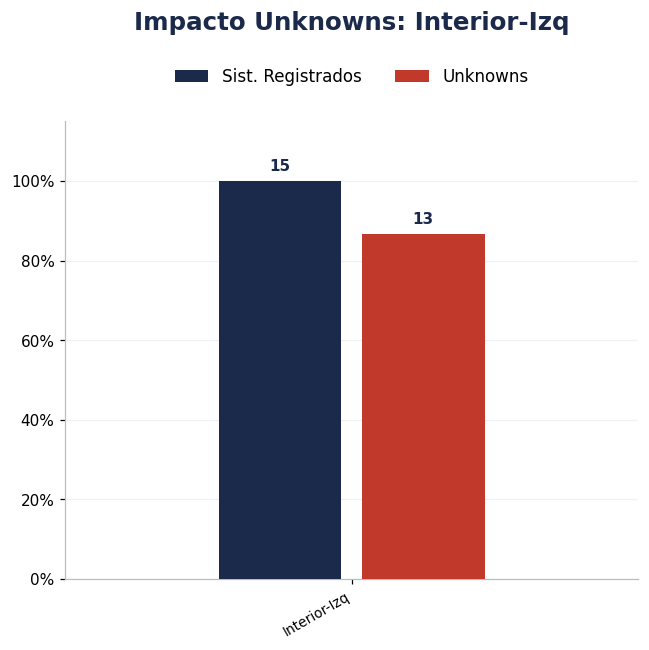 Impacto Unknowns: Interior-Izq
Sist. Registrados
Unknowns
15
13
100%
80%
60%
40%
20%
0%
Interior-Izq